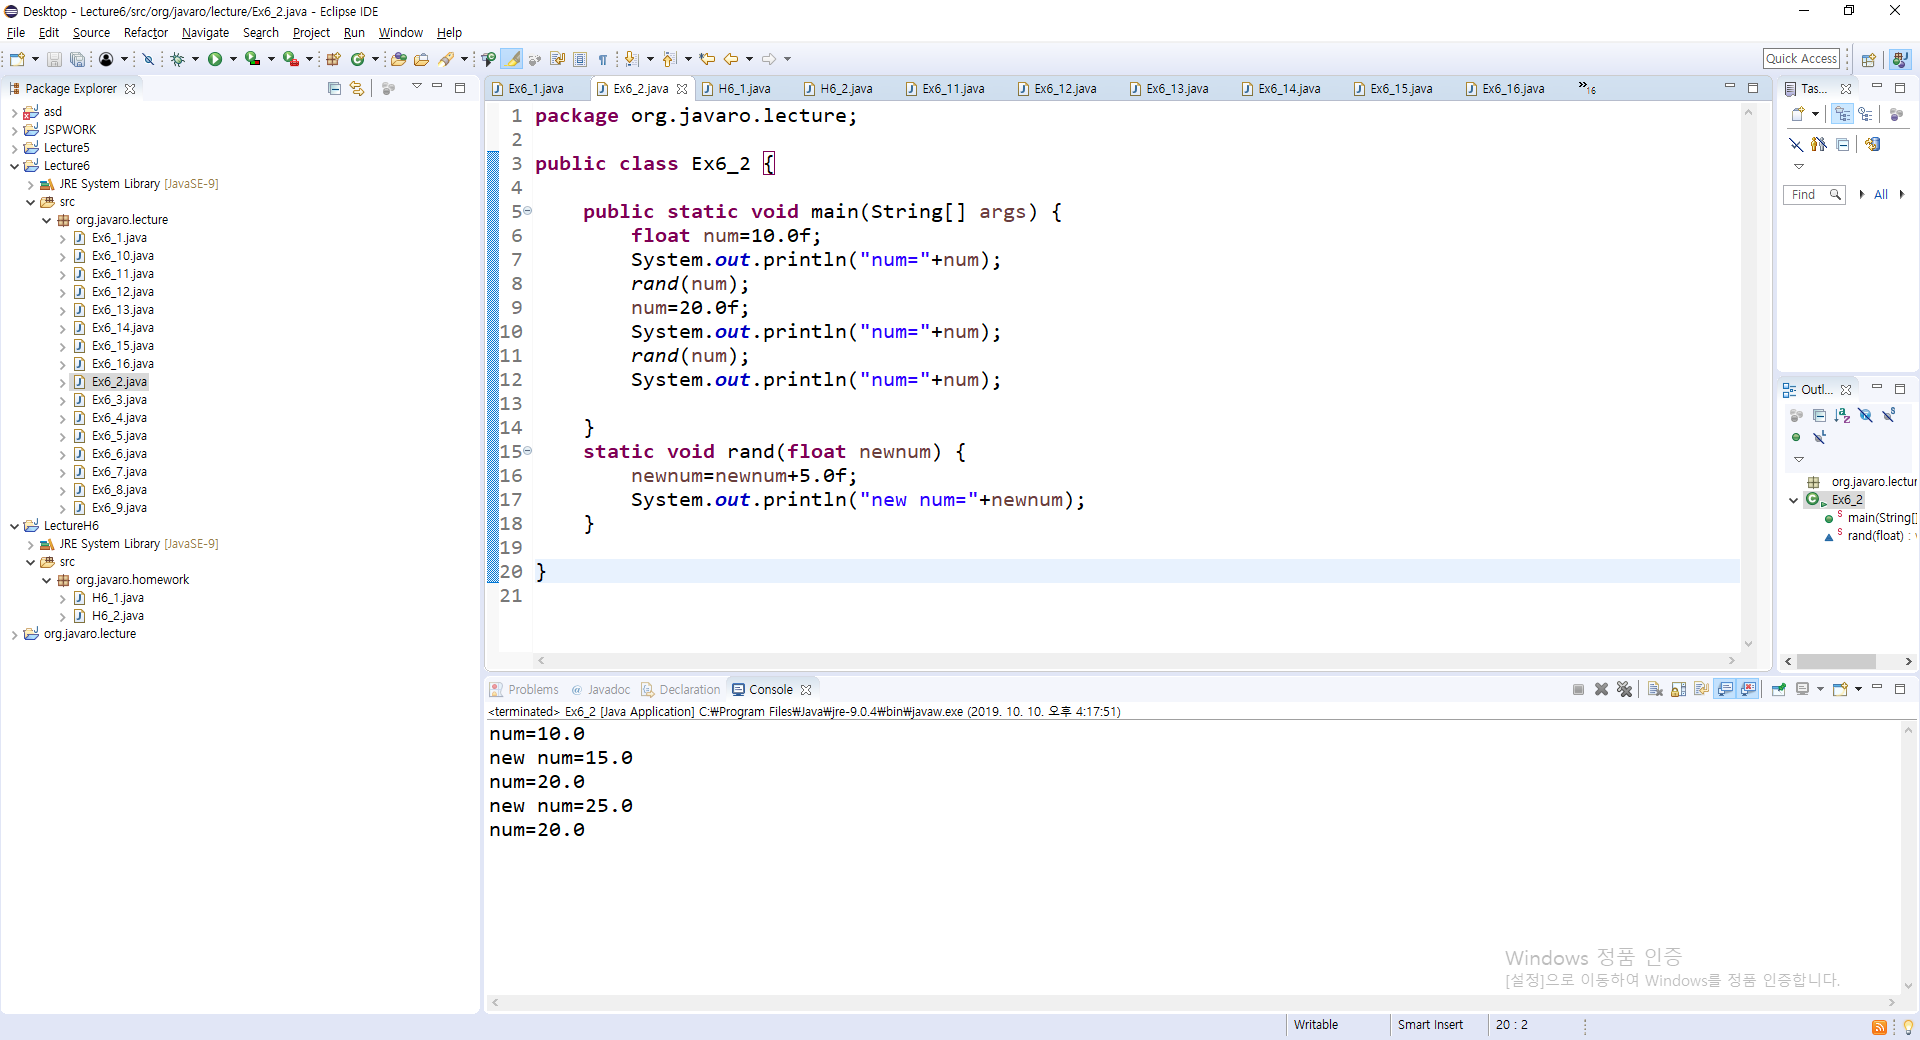 Desktop - Lecture6/src/org/javaro/lecture/Ex6_2.java - Eclipse IDE
File Edit Source Refactor Navigate Search Project Run Window Help
Quick Access
Package Explorer
asd
JSPWORK
Lecture5
Lecture6
JRE System Library [JavaSE-9]
src
org.javaro.lecture
Ex6_1.java
Ex6_10.java
Ex6_11.java
Ex6_12.java
Ex6_13.java
Ex6_14.java
Ex6_15.java
Ex6_16.java
Ex6_2.java
Ex6_3.java
Ex6_4.java
Ex6_5.java
Ex6_6.java
Ex6_7.java
Ex6_8.java
Ex6_9.java
LectureH6
JRE System Library [JavaSE-9]
src
org.javaro.homework
H6_1.java
H6_2.java
org.javaro.lecture
Ex6_1.java Ex6_2.java H6_1.java H6_2.java Ex6_11.java Ex6_12.java Ex6_13.java Ex6_14.java Ex6_15.java Ex6_16.java »16
1 package org.javaro.lecture;
2
3 public class Ex6_2 {
4
5 public static void main(String[] args) {
6 float num=10.0f;
7 System.out.println("num="+num);
8 rand(num);
9 num=20.0f;
10 System.out.println("num="+num);
11 rand(num);
12 System.out.println("num="+num);
13
14 }
15 static void rand(float newnum) {
16 newnum=newnum+5.0f;
17 System.out.println("new num="+newnum);
18 }
19
20 }
21
Tas...
Find All
Outl...
org.javaro.lectur
Ex6_2
main(String[]
rand(float) :
Problems @ Javadoc Declaration Console
<terminated> Ex6_2 [Java Application] C:₩Program Files₩Java₩jre-9.0.4₩bin₩javaw.exe (2019. 10. 10. 오후 4:17:51)
num=10.0
new num=15.0
num=20.0
new num=25.0
num=20.0
Windows 정품 인증
[설정]으로 이동하여 Windows를 정품 인증합니다.
Writable Smart Insert 20 : 2